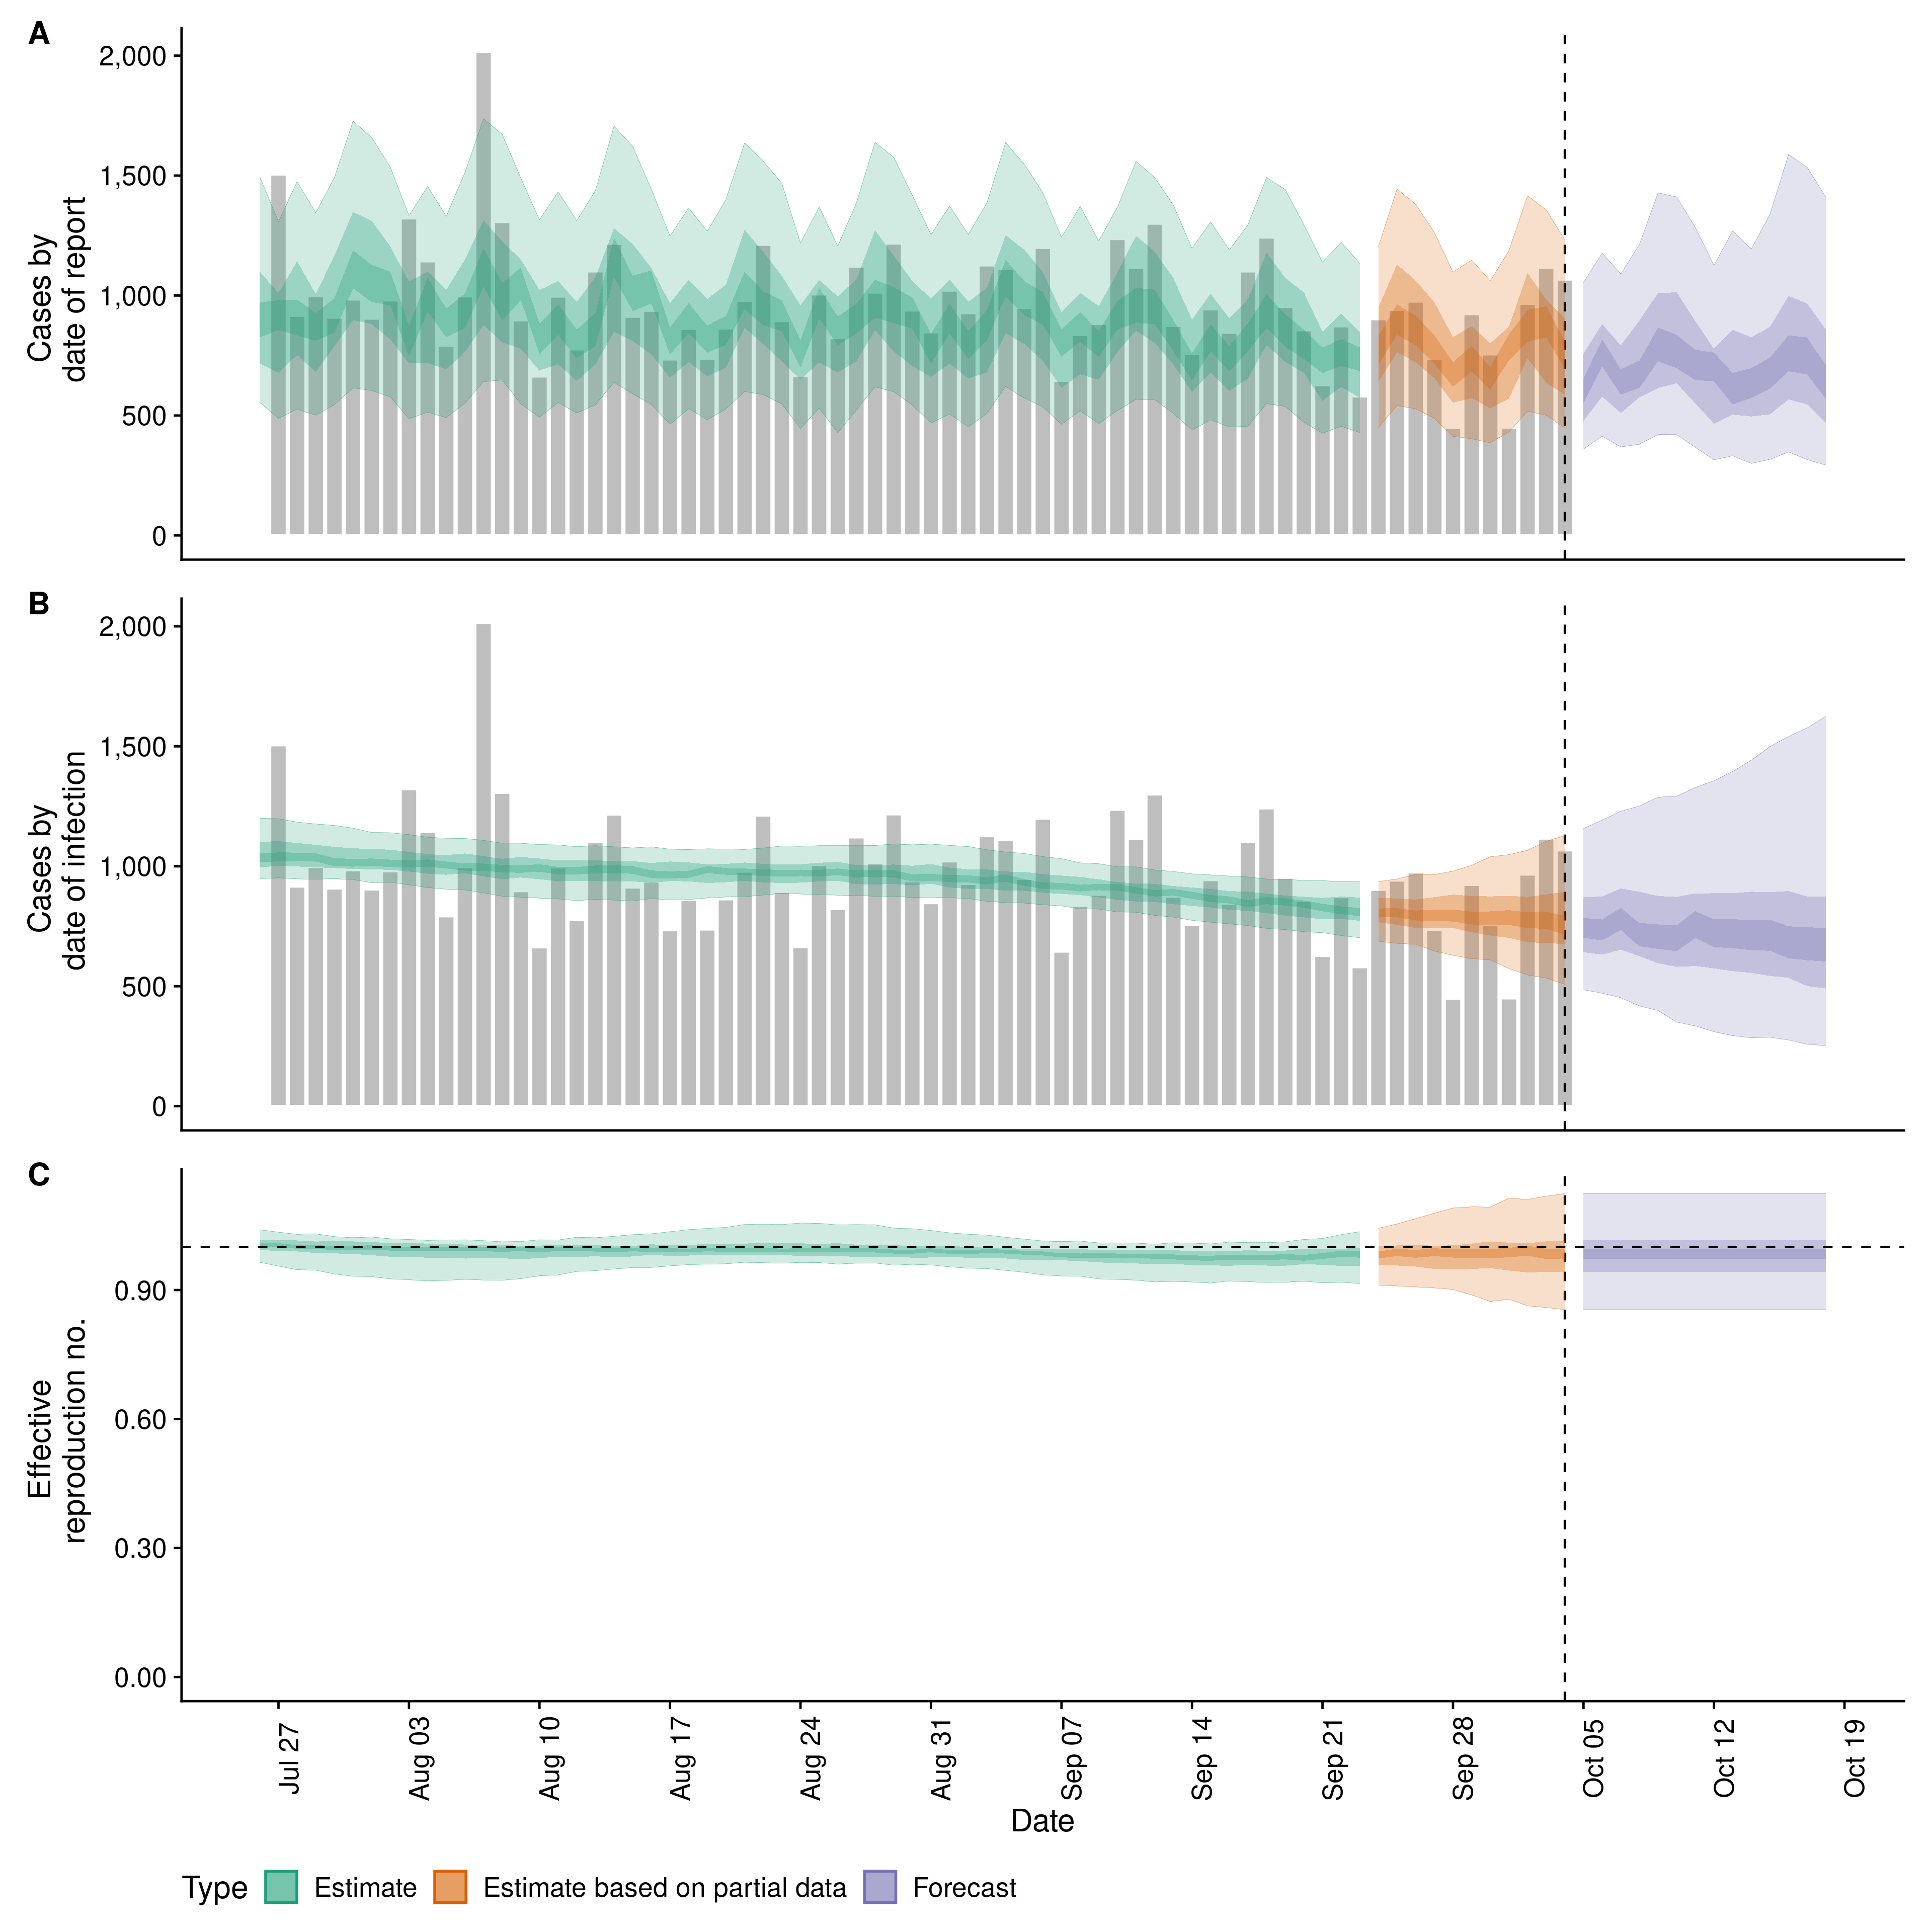 A
Cases by
date of report
2,000
1,500
1,000
500
0
B
Cases by
date of infection
2,000
1,500
1,000
500
0
C
Effective
reproduction no.
0.90
0.60
0.30
0.00
Jul 27
Aug 03
Aug 10
Aug 17
Aug 24
Aug 31
Sep 07
Sep 14
Sep 21
Sep 28
Oct 05
Oct 12
Oct 19
Date
Type Estimate Estimate based on partial data Forecast